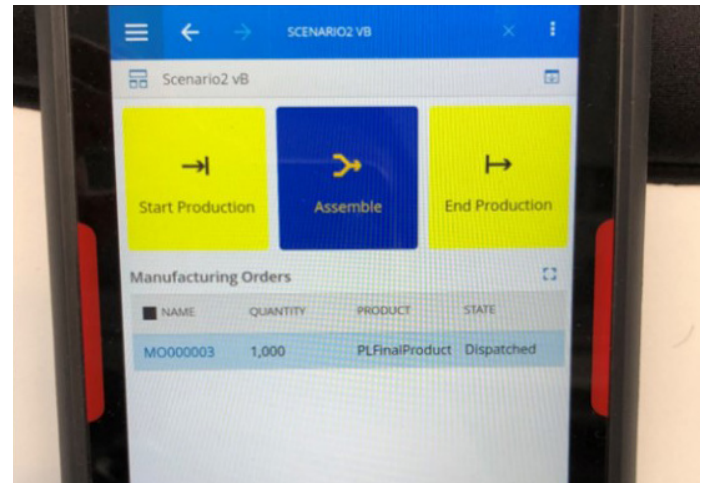 SCENARIO2 VB
Scenario2 vB
Start Production
Assemble
End Production
Manufacturing Orders
NAME QUANTITY PRODUCT STATE
MO000003 1,000 PLFinalProduct Dispatched